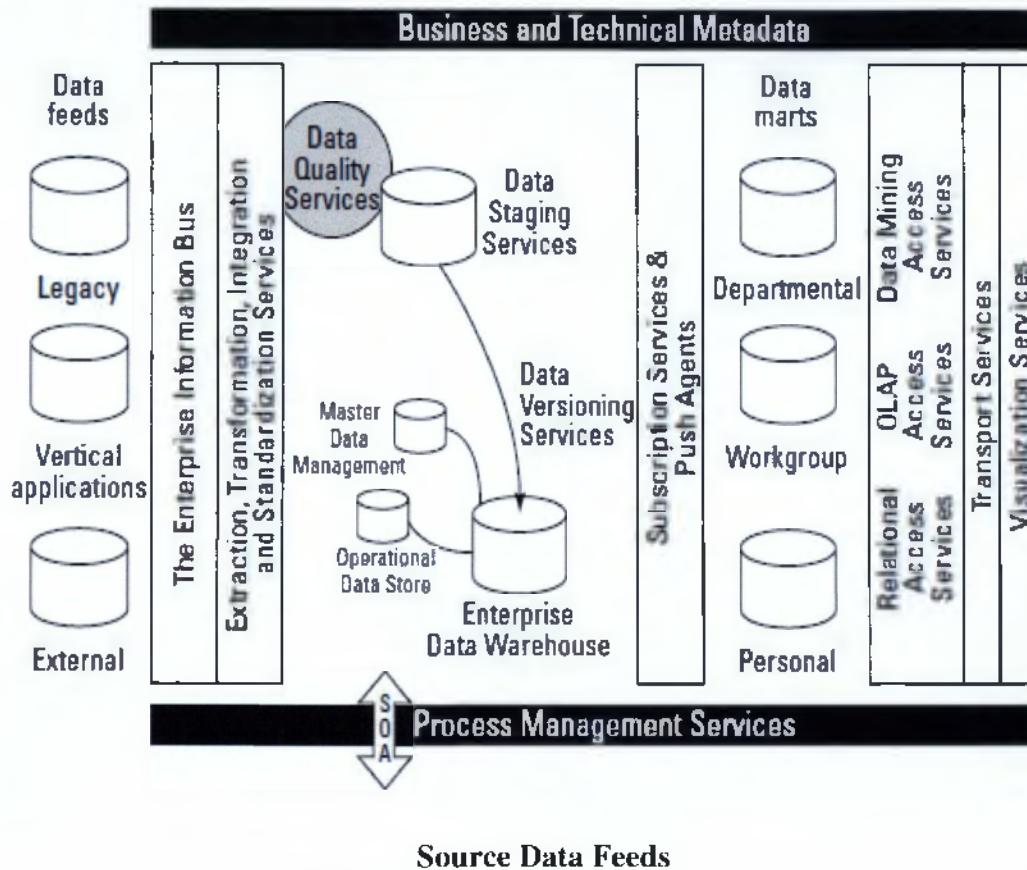 Business and Technical Metadata
Data
feeds
Legacy
Vertical
applications
External
The Enterprise Information Bus
Extraction, Transformation, Integration
and Standardization Services
Data
Quality
Services
Data
Staging
Services
Data
Versioning
Services
Master
Data
Management
Operational
Data Store
Enterprise
Data Warehouse
Subscription Services &
Push Agents
Data
marts
Departmental
Workgroup
Personal
Data Mining
Access
Services
OLAP
Access
Services
Relational
Access
Services
Transport Services
Visualization Services
SOA
Process Management Services
Source Data Feeds